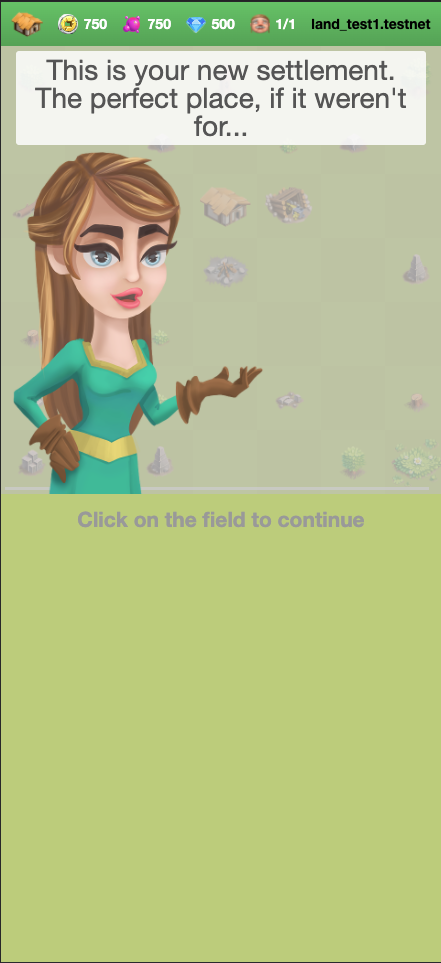 750 750 500 1/1 land_test1.testnet
This is your new settlement.
The perfect place, if it weren't
for...
Click on the field to continue